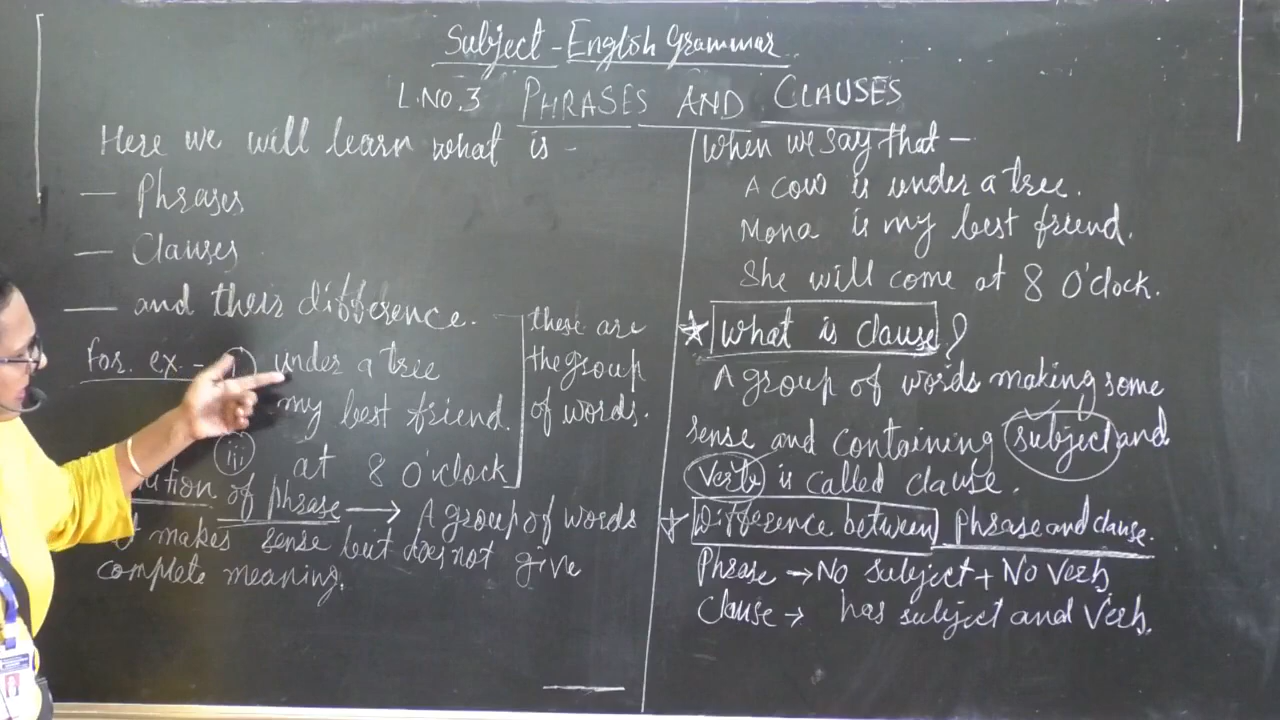 Subject - English Grammar
L.NO.3 PHRASES AND CLAUSES
Here we will learn what is -
— Phrases
— Clauses
— and their difference.
for. ex. -
under a tree
my best friend.
(iii) at 8 O'clock
these are
the group
of words.
of phrase → A group of words
makes sense but does not give
complete meaning.
When we say that —
A cow is under a tree.
Mona is my best friend.
She will come at 8 O'clock.
☆ What is clause?
A group of words making some
sense and containing subject and
verb is called clause.
☆ Difference between phrase and clause.
Phrase → No subject + No Verb
Clause → has subject and Verb.